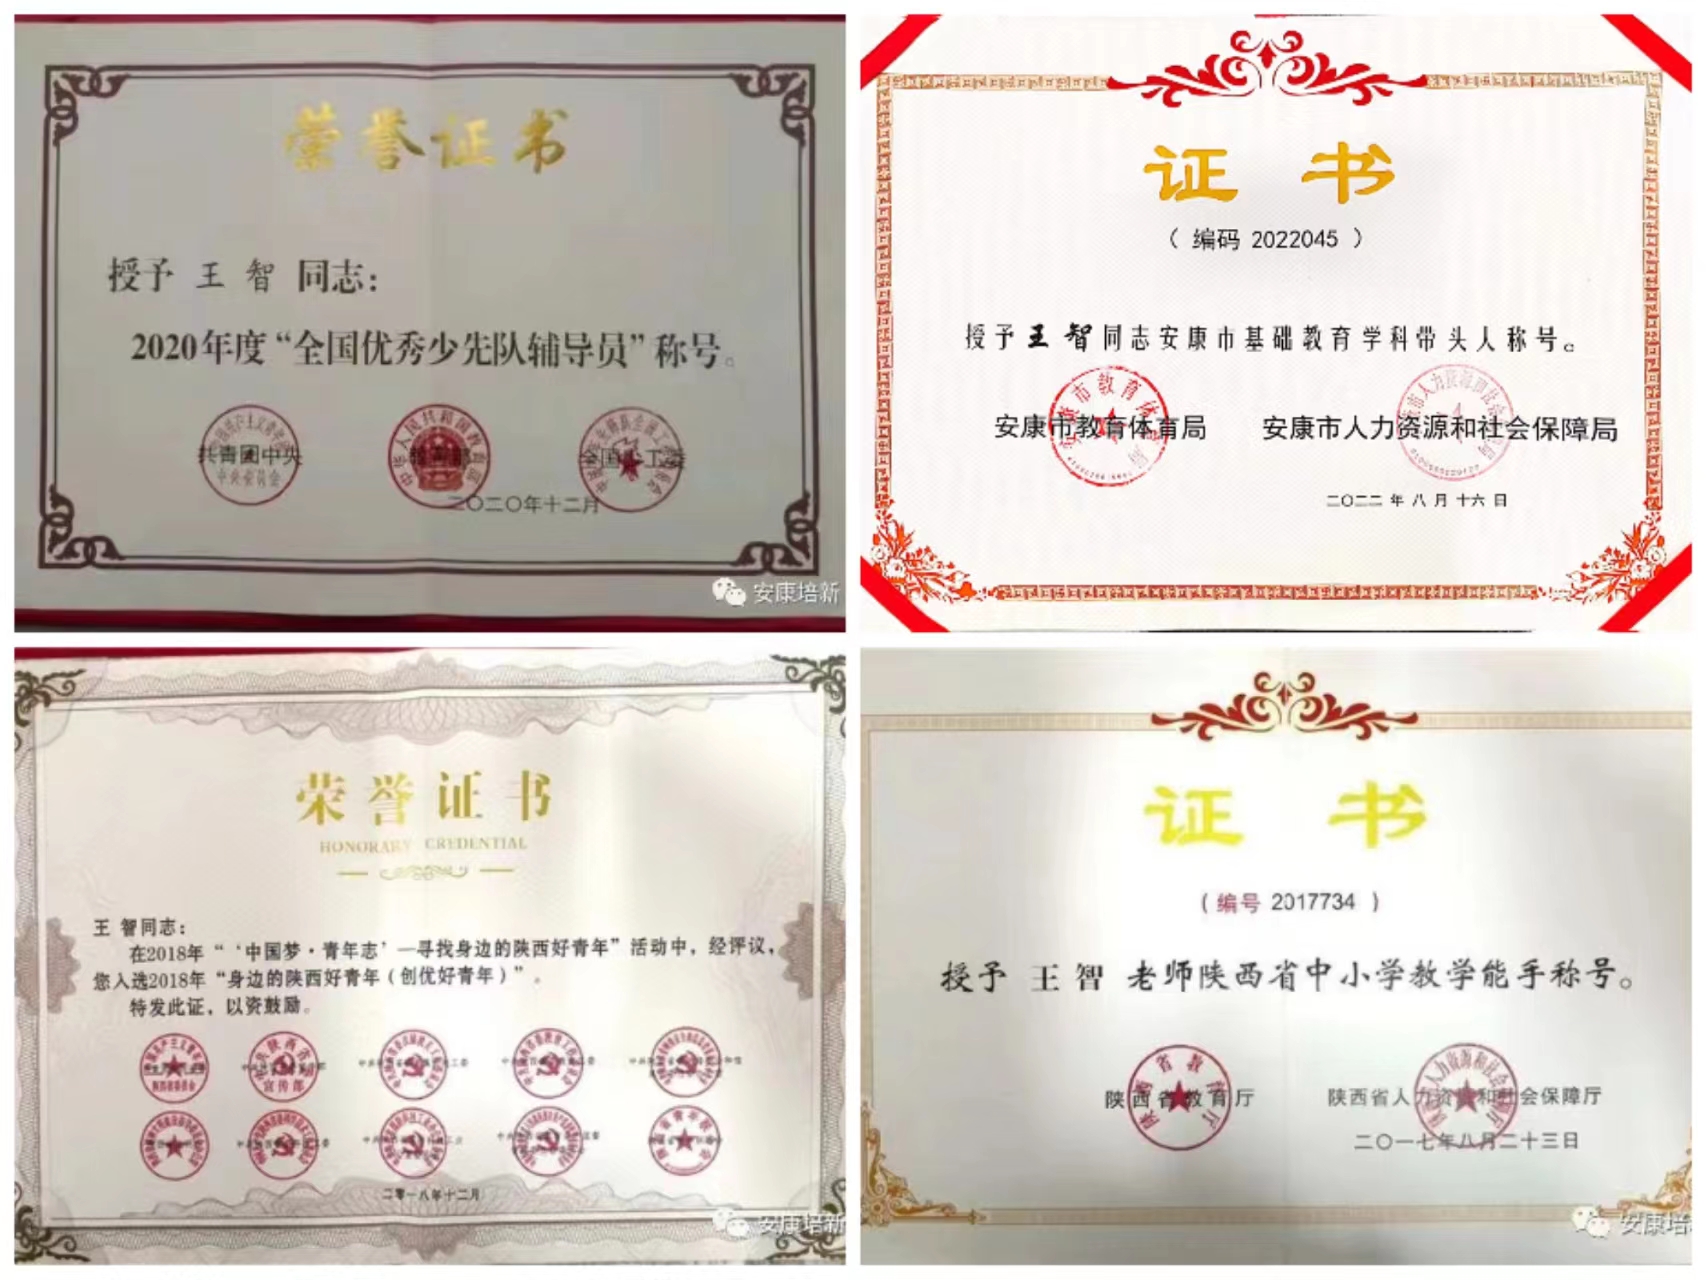 荣誉证书
授予 王 智 同志：
2020年度“全国优秀少先队辅导员”称号。
共青团中央
二〇二〇年十二月
安康培新
证 书
（ 编码 2022045 ）
授予王 智同志安康市基础教育学科带头人称号。
安康市教育体育局 安康市人力资源和社会保障局
二〇二二 年 八 月 十六 日
荣誉证书
HONORARY CREDENTIAL
王 智同志：
在2018年“‘中国梦·青年志’—寻找身边的陕西好青年”活动中，经评议，
您入选2018年“身边的陕西好青年（创优好青年）”。
特发此证，以资鼓励。
二零一八年十二月
安康培新
证 书
（ 编号 2017734 ）
授予 王 智 老师陕西省中小学教学能手称号。
陕西省教育厅 陕西省人力资源和社会保障厅
二〇一七年八月二十三日
安康培